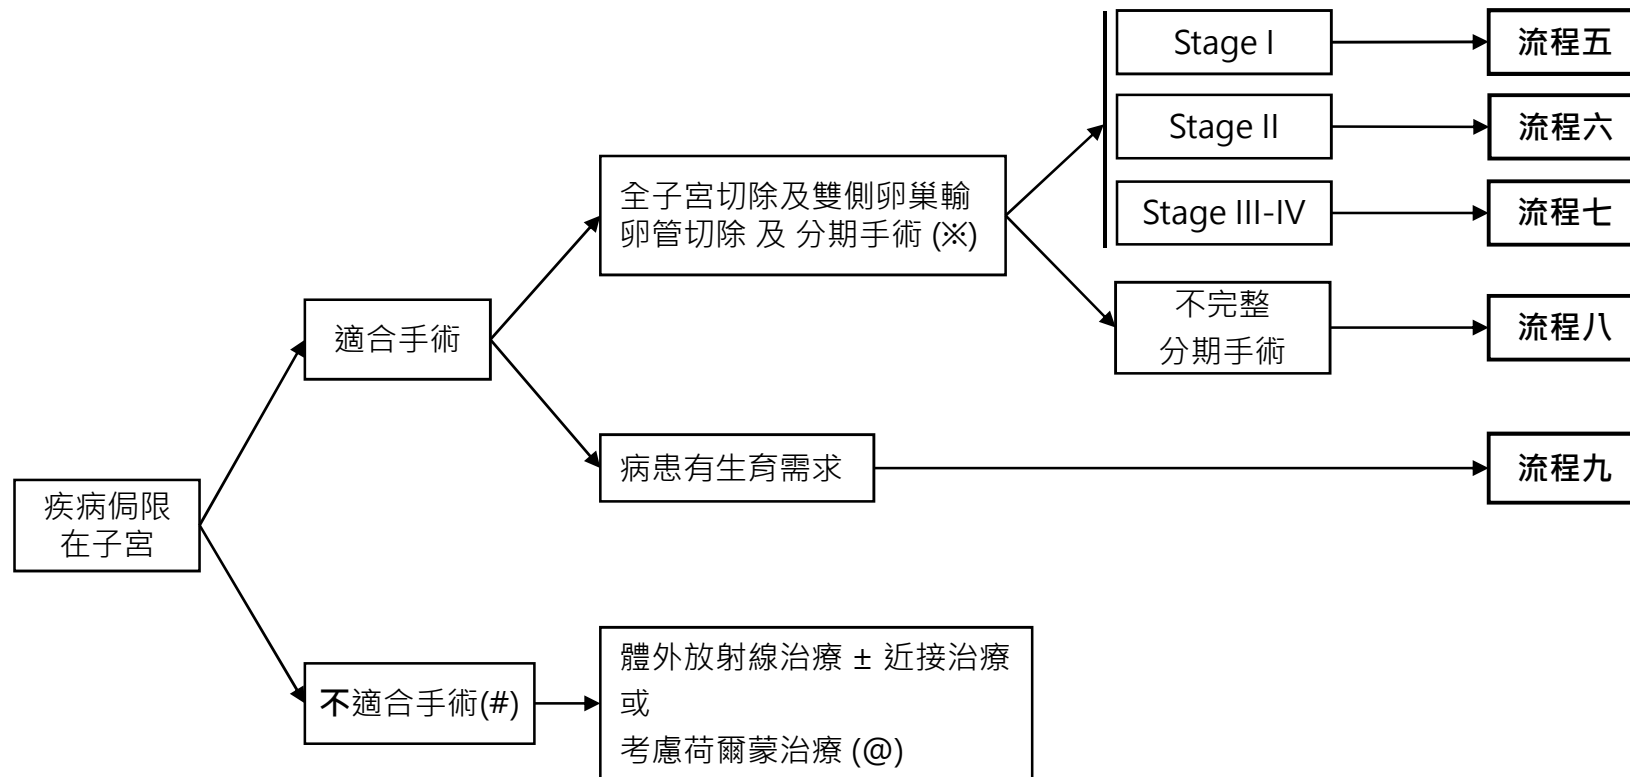 Stage I
流程五
Stage II
流程六
全子宮切除及雙側卵巢輸
卵管切除 及 分期手術 (※)
Stage III-IV
流程七
適合手術
不完整
分期手術
流程八
病患有生育需求
流程九
疾病侷限
在子宮
不適合手術(#)
體外放射線治療 ± 近接治療
或
考慮荷爾蒙治療 (@)